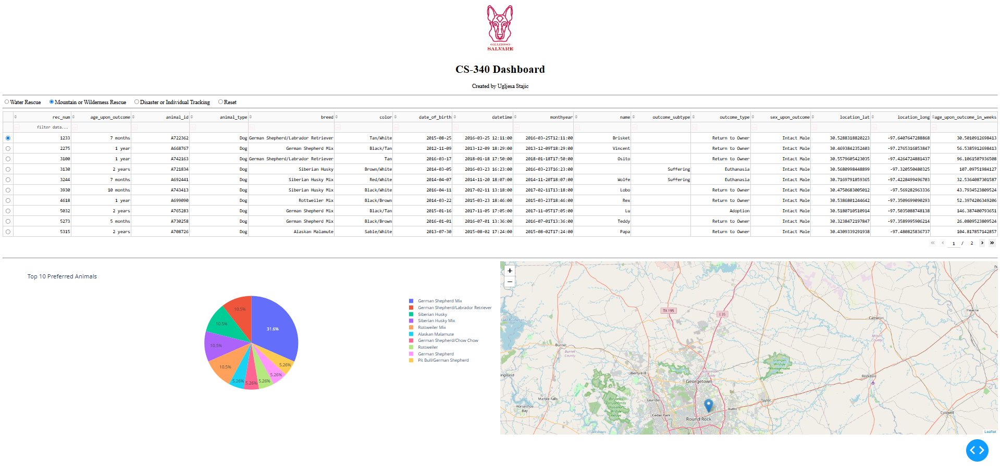 GRAZIOSO
SALVARE
CS-340 Dashboard
Created by Ugljesa Stajic
Water Rescue Mountain or Wilderness Rescue Disaster or Individual Tracking Reset
rec_num age_upon_outcome animal_id animal_type breed color date_of_birth datetime monthyear name outcome_subtype outcome_type sex_upon_outcome location_lat location_long age_upon_outcome_in_weeks
filter data...
1233 7 months A722362 Dog German Shepherd/Labrador Retriever Tan/White 2015-08-25 2016-03-25 12:11:00 2016-03-25T12:11:00 Brisket Return to Owner Intact Male 30.5288318820223 -97.6407647288868 30.5010912698413
2275 1 year A668767 Dog German Shepherd Mix Black/Tan 2012-11-09 2013-12-09 18:29:00 2013-12-09T18:29:00 Vincent Return to Owner Intact Male 30.4693842352403 -97.2765316853847 56.5385912698413
3100 1 year A742163 Dog German Shepherd/Labrador Retriever Tan 2016-03-17 2018-01-18 17:50:00 2018-01-18T17:50:00 Osito Return to Owner Intact Male 30.5579605423035 -97.4264724881437 96.1061507936508
3130 2 years A721834 Dog Siberian Husky Brown/White 2014-03-05 2016-03-23 16:23:00 2016-03-23T16:23:00 Suffering Euthanasia Intact Male 30.5680998448899 -97.320550480325 107.09751984127
3244 7 months A692441 Dog Siberian Husky Mix Red/White 2014-04-07 2014-11-20 18:07:00 2014-11-20T18:07:00 Wolfe Suffering Euthanasia Intact Male 30.7169791859365 -97.4228499496703 32.5364087301587
3930 10 months A743413 Dog Siberian Husky Mix Black/White 2016-04-11 2017-02-11 13:18:00 2017-02-11T13:18:00 Lobo Return to Owner Intact Male 30.4750683005012 -97.569282963336 43.7934523809524
4618 1 year A699090 Dog Rottweiler Mix Black/Brown 2014-03-22 2015-03-23 18:46:00 2015-03-23T18:46:00 Rex Return to Owner Intact Male 30.5386801244642 -97.3509699090293 52.3974206349206
5032 2 years A765283 Dog German Shepherd Mix Black/Tan 2015-01-16 2017-11-05 17:05:00 2017-11-05T17:05:00 Lu Adoption Intact Male 30.5180710510914 -97.5035088748138 146.387400793651
5273 5 months A730258 Dog German Shepherd Mix Black/Brown 2016-01-01 2016-07-01 13:36:00 2016-07-01T13:36:00 Teddy Return to Owner Intact Male 30.3238472197847 -97.3589995906214 26.0809523809524
5315 2 years A708726 Dog Alaskan Malamute Sable/White 2013-07-30 2015-08-02 17:24:00 2015-08-02T17:24:00 Papa Return to Owner Intact Male 30.4309339291938 -97.480825836737 104.817857142857
1 / 2
Top 10 Preferred Animals
31.6%
10.5%
10.5%
10.5%
10.5%
5.26%
5.26%
5.26%
5.26%
5.26%
German Shepherd Mix
German Shepherd/Labrador Retriever
Siberian Husky
Siberian Husky Mix
Rottweiler Mix
Alaskan Malamute
German Shepherd/Chow Chow
Rottweiler
German Shepherd
Pit Bull/German Shepherd
+
−
TX 195
I 35
Lake Buchanan
Hearne
Cameron
Milam
County
Burnet
Burnet
County
Granger
Wildlife
Management
Area
Liberty Hill
Williamson
County
Georgetown
Rockdale
Marble Falls
Leander
Taylor
Horseshoe
Bay
Balcones
Canyonlands
National
Wildlife
Refuge
Hutto
Cedar Park
Round Rock
Caldwell
Lake Travis
Leaflet